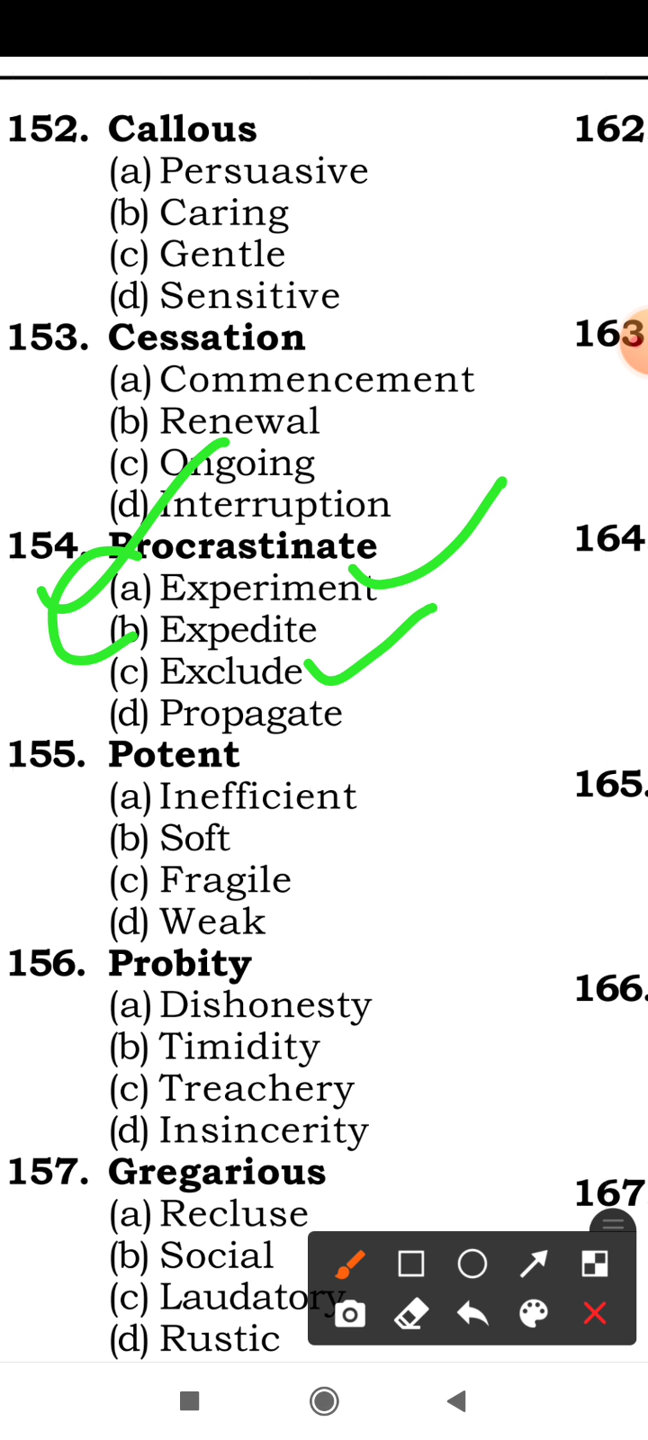 152. Callous
(a) Persuasive
(b) Caring
(c) Gentle
(d) Sensitive
153. Cessation
(a) Commencement
(b) Renewal
(c) Ongoing
(d) Interruption
154. Procrastinate
(a) Experiment
(b) Expedite
(c) Exclude
(d) Propagate
155. Potent
(a) Inefficient
(b) Soft
(c) Fragile
(d) Weak
156. Probity
(a) Dishonesty
(b) Timidity
(c) Treachery
(d) Insincerity
157. Gregarious
(a) Recluse
(b) Social
(c) Laudatory
(d) Rustic
162
163
164
165.
166.
167